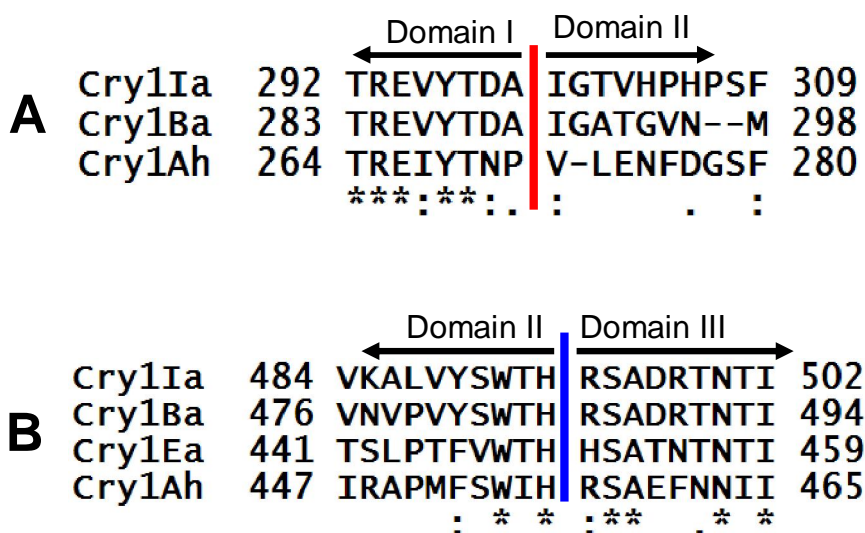 Domain I Domain II
A
Cry1Ia 292 TREVYTDA IGTVHPHPSF 309
Cry1Ba 283 TREVYTDA IGATGVN--M 298
Cry1Ah 264 TREIYTNP V-LENFDGSF 280
***:**:. : . :
Domain II Domain III
B
Cry1Ia 484 VKALVYSWTH RSADRTNTI 502
Cry1Ba 476 VNVPVYSWTH RSADRTNTI 494
Cry1Ea 441 TSLPTFVWTH HSATNTNTI 459
Cry1Ah 447 IRAPMFSWIH RSAEFNNII 465
: * * :** .* *